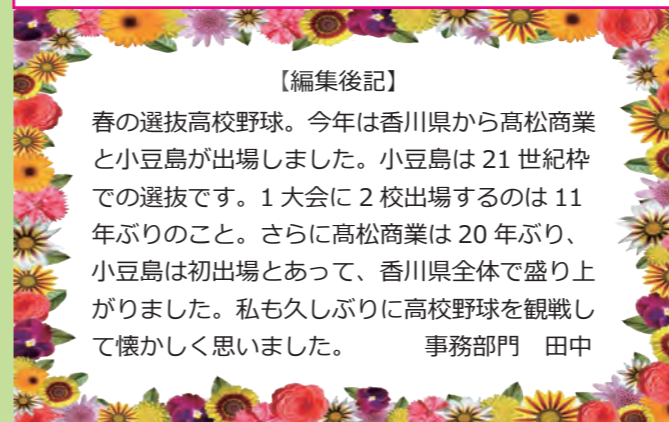 【編集後記】
春の選抜高校野球。今年は香川県から髙松商業
と小豆島が出場しました。小豆島は 21 世紀枠
での選抜です。1 大会に 2 校出場するのは 11
年ぶりのこと。さらに髙松商業は 20 年ぶり、
小豆島は初出場とあって、香川県全体で盛り上
がりました。私も久しぶりに高校野球を観戦し
て懐かしく思いました。　　　事務部門　田中